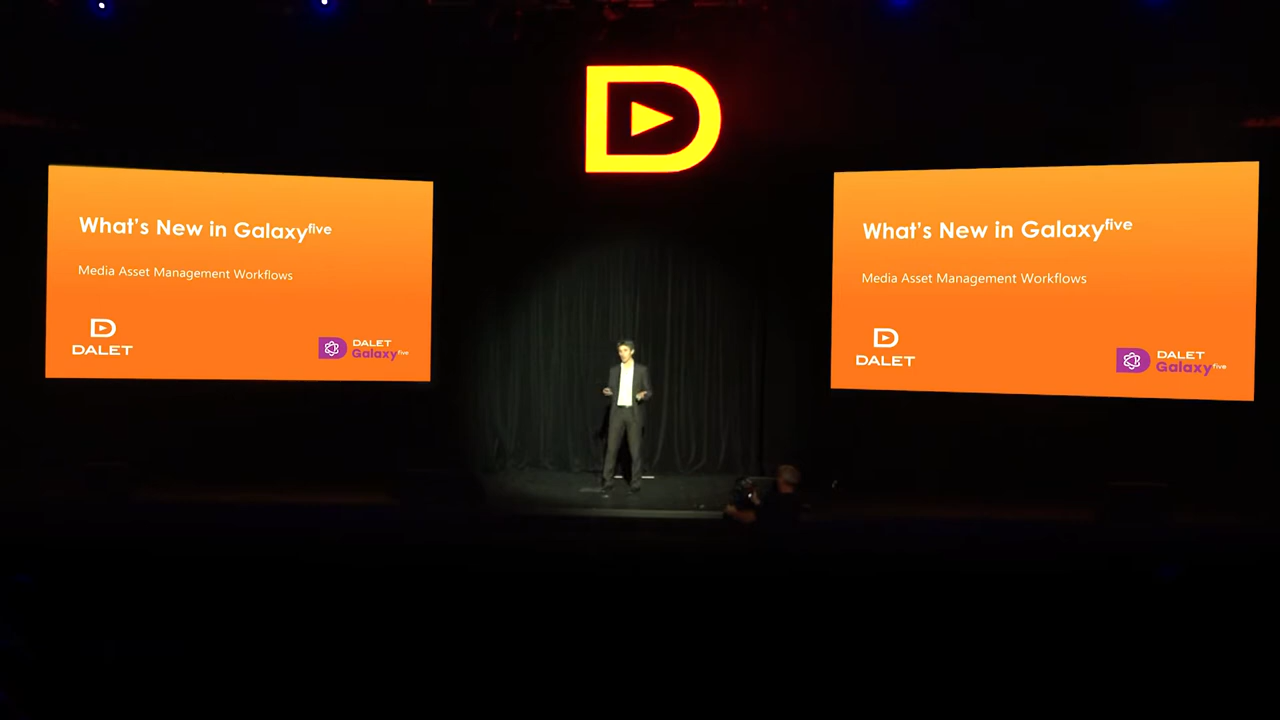 D
What's New in Galaxyfive
Media Asset Management Workflows
DALET
DALET
Galaxyfive
What's New in Galaxyfive
Media Asset Management Workflows
DALET
DALET
Galaxyfive